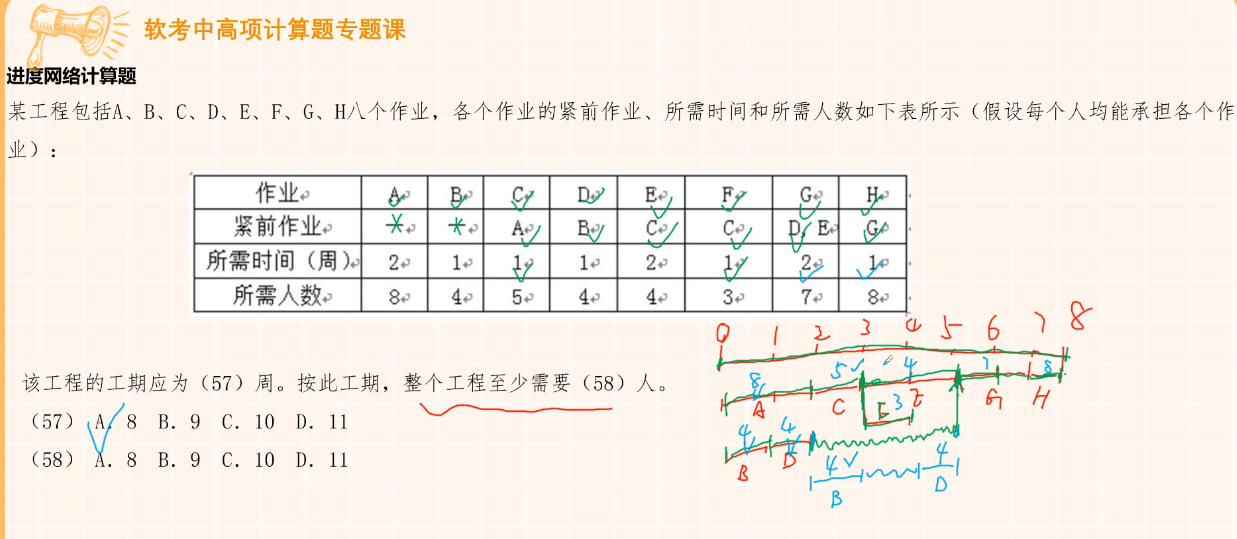 软考中高项计算题专题课
进度网络计算题
某工程包括A、B、C、D、E、F、G、H八个作业，各个作业的紧前作业、所需时间和所需人数如下表所示（假设每个人均能承担各个作
业）：
作业 A B C D E F G H
紧前作业 — — A B C C D，E G
所需时间（周） 2 1 1 1 2 1 2 1
所需人数 8 4 5 4 4 3 7 8
0 1 2 3 4 5 6 7 8
8 5 4 7 8
A C E G H
3
4 4
B D
4 4
B D
该工程的工期应为（57）周。按此工期，整个工程至少需要（58）人。
（57） A. 8 B. 9 C. 10 D. 11
（58） A. 8 B. 9 C. 10 D. 11